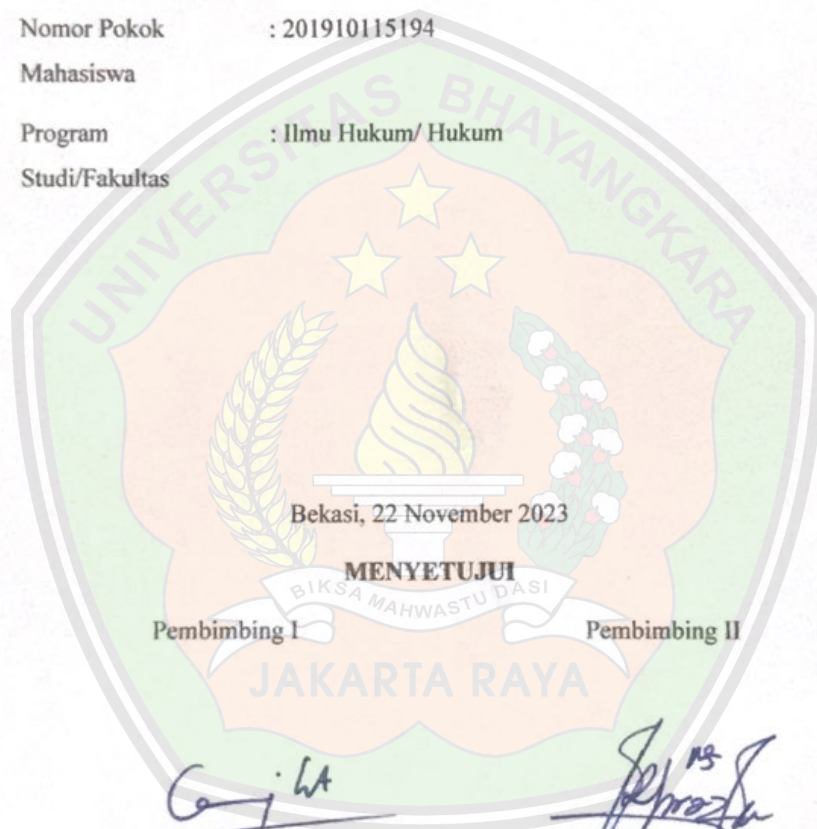 Nomor Pokok : 201910115194
Mahasiswa
Program : Ilmu Hukum/ Hukum
Studi/Fakultas
UNIVERSITAS BHAYANGKARA
Bekasi, 22 November 2023
MENYETUJUI
BIKSA MAHWASTU DASI
Pembimbing I Pembimbing II
JAKARTA RAYA